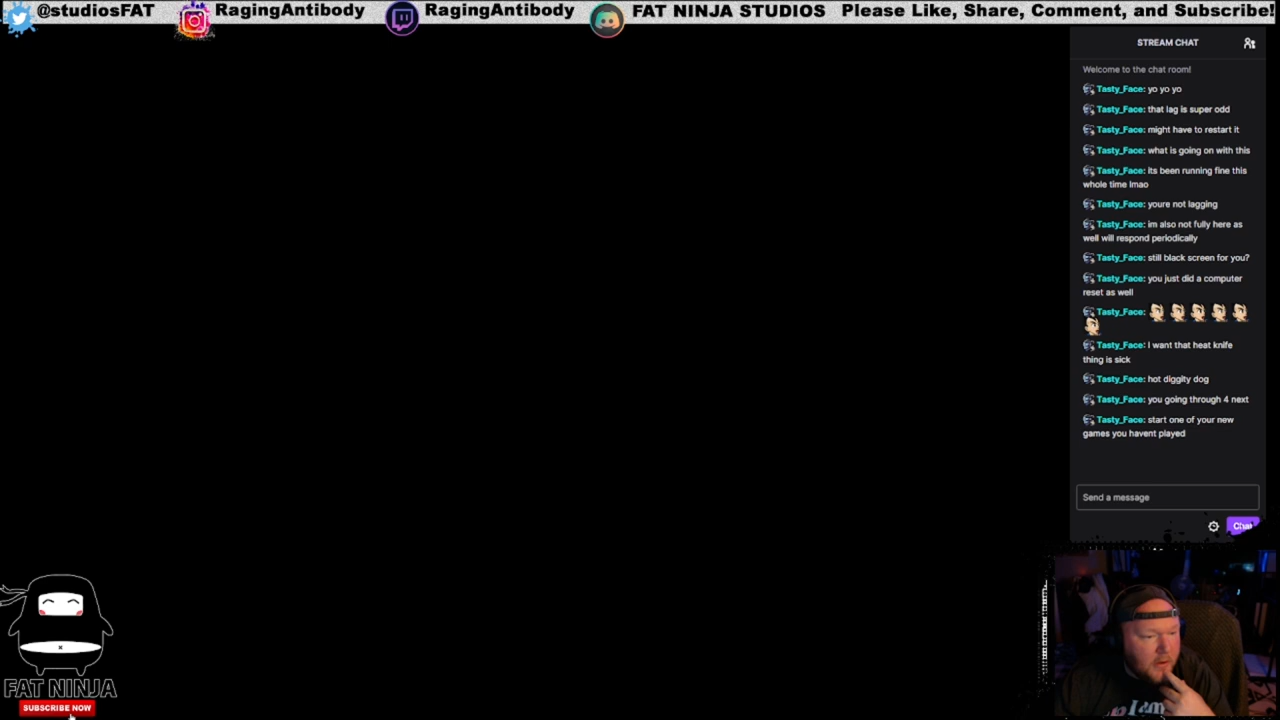 @studiosFAT RagingAntibody RagingAntibody FAT NINJA STUDIOS Please Like, Share, Comment, and Subscribe!
STREAM CHAT
Welcome to the chat room!
Tasty_Face: yo yo yo
Tasty_Face: that lag is super odd
Tasty_Face: might have to restart it
Tasty_Face: what is going on with this
Tasty_Face: its been running fine this
whole time lmao
Tasty_Face: youre not lagging
Tasty_Face: im also not fully here as
well will respond periodically
Tasty_Face: still black screen for you?
Tasty_Face: you just did a computer
reset as well
Tasty_Face:
Tasty_Face: I want that heat knife
thing is sick
Tasty_Face: hot diggity dog
Tasty_Face: you going through 4 next
Tasty_Face: start one of your new
games you havent played
Send a message
Chat
I am
FAT NINJA
SUBSCRIBE NOW